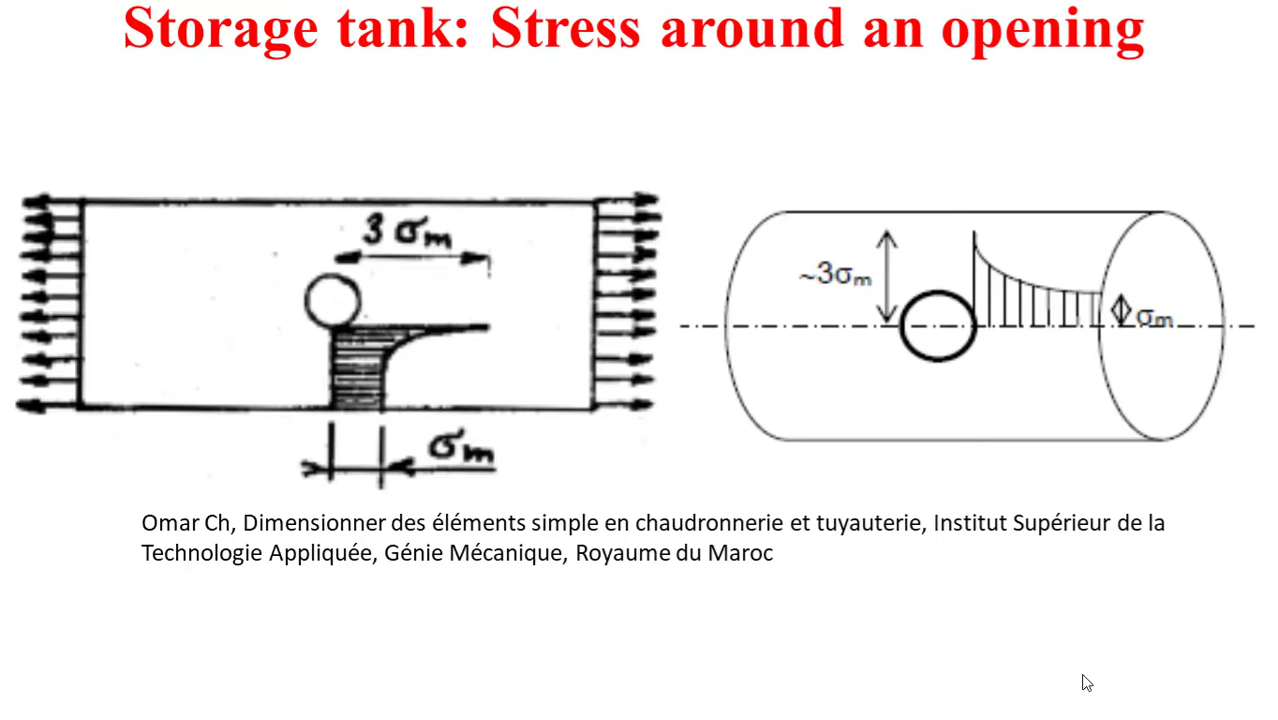 Storage tank: Stress around an opening
3 σm
σm
~3σm
σm
Omar Ch, Dimensionner des éléments simple en chaudronnerie et tuyauterie, Institut Supérieur de la
Technologie Appliquée, Génie Mécanique, Royaume du Maroc